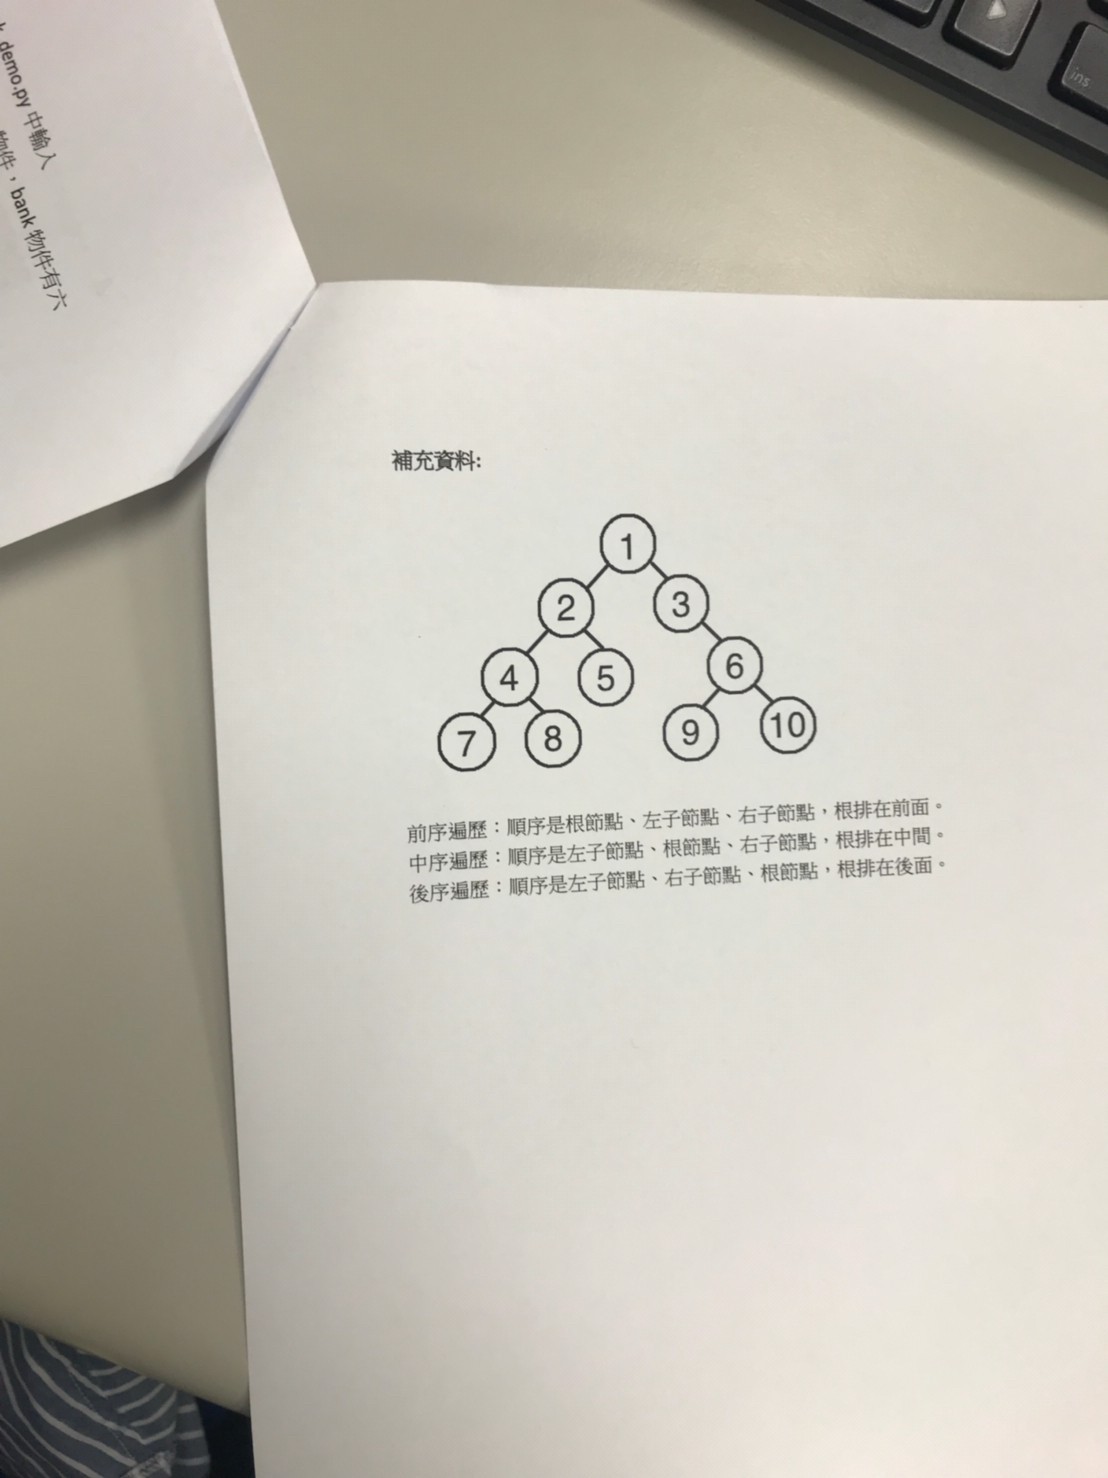 demo.py 中輸入
物件，bank 物件有六
ins
補充資料:
1
2 3
4 5 6
7 8 9 10
前序遍歷：順序是根節點、左子節點、右子節點，根排在前面。
中序遍歷：順序是左子節點、根節點、右子節點，根排在中間。
後序遍歷：順序是左子節點、右子節點、根節點，根排在後面。